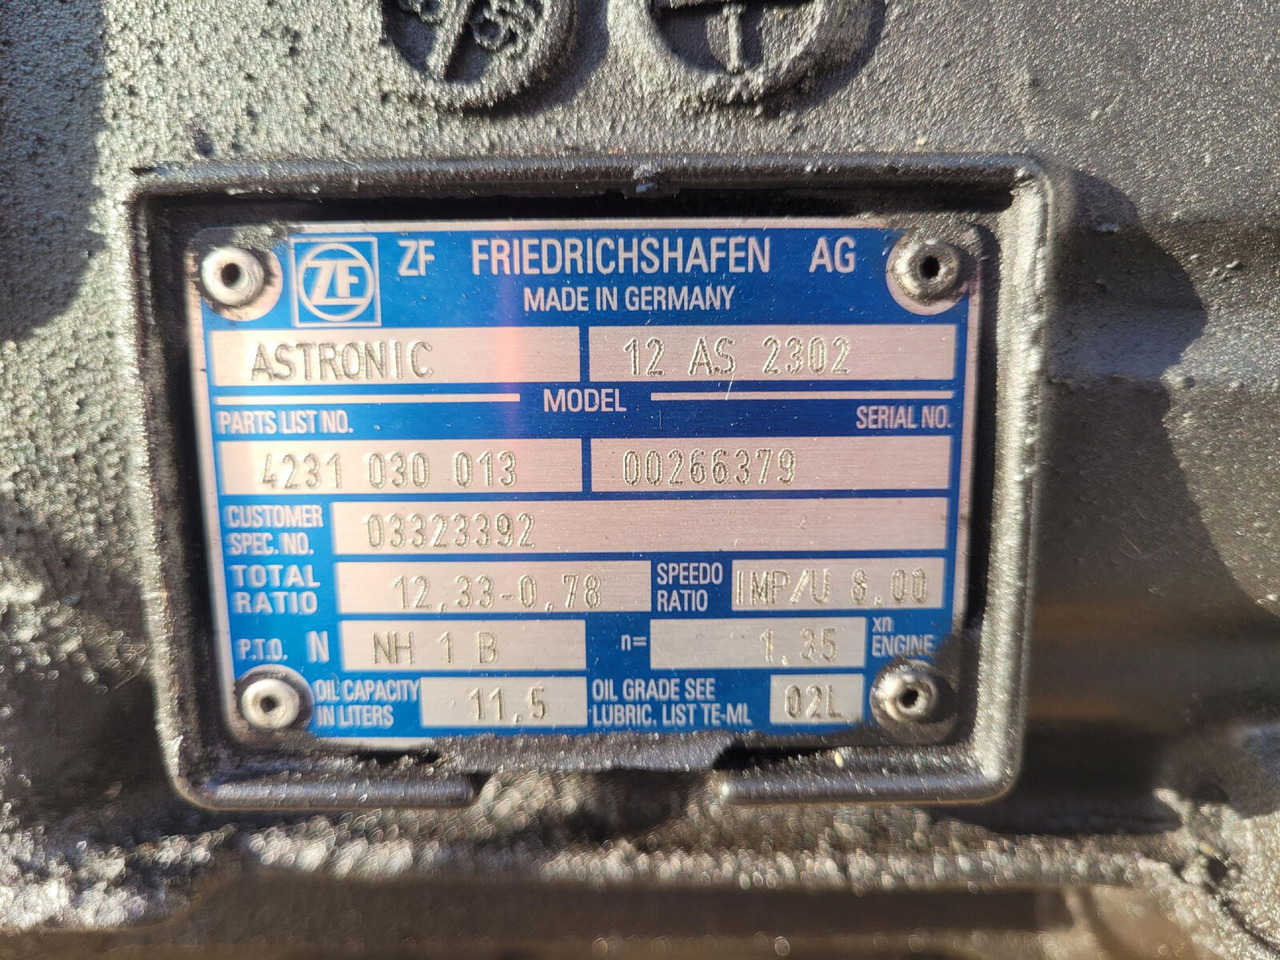 ZF FRIEDRICHSHAFEN AG
ZF
MADE IN GERMANY
ASTRONIC 12 AS 2302
MODEL
PARTS LIST NO. SERIAL NO.
4231 030 013 00266379
CUSTOMER SPEC. NO. 03323392
TOTAL RATIO 12,33-0,78 SPEEDO RATIO IMP/U 8.00
P.T.O. N NH 1 B n= 1.35 xn ENGINE
OIL CAPACITY IN LITERS 11,5 OIL GRADE SEE LUBRIC. LIST TE-ML 02L